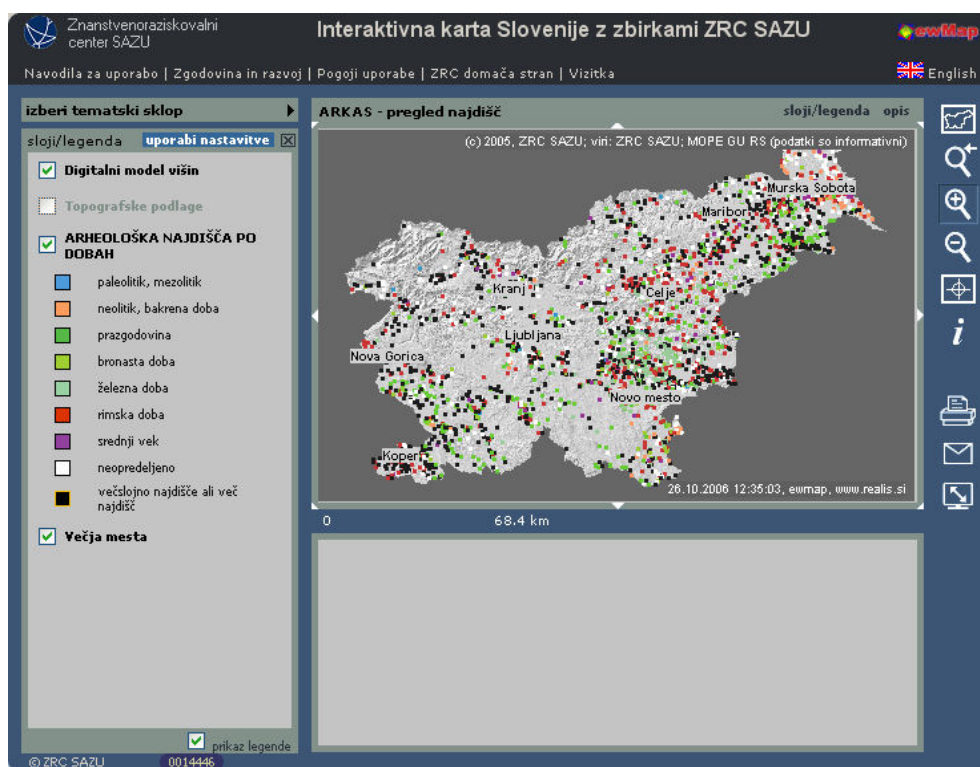 Znanstvenoraziskovalni
center SAZU
Interaktivna karta Slovenije z zbirkami ZRC SAZU
ewMap
Navodila za uporabo | Zgodovina in razvoj | Pogoji uporabe | ZRC domača stran | Vizitka
English
izberi tematski sklop
sloji/legenda uporabi nastavitve
Digitalni model višin
Topografske podlage
ARHEOLOŠKA NAJDIŠČA PO
DOBAH
paleolitik, mezolitik
neolitik, bakrena doba
prazgodovina
bronasta doba
železna doba
rimska doba
srednji vek
neopredeljeno
večslojno najdišče ali več
najdišč
Večja mesta
prikaz legende
© ZRC SAZU 0014446
ARKAS - pregled najdišč sloji/legenda opis
(c) 2005, ZRC SAZU; viri: ZRC SAZU; MOPE GU RS (podatki so informativni)
Murska Sobota
Maribor
Kranj
Celje
Ljubljana
Nova Gorica
Novo mesto
Koper
26.10.2006 12:35:03, ewmap, www.realis.si
0 68.4 km
i